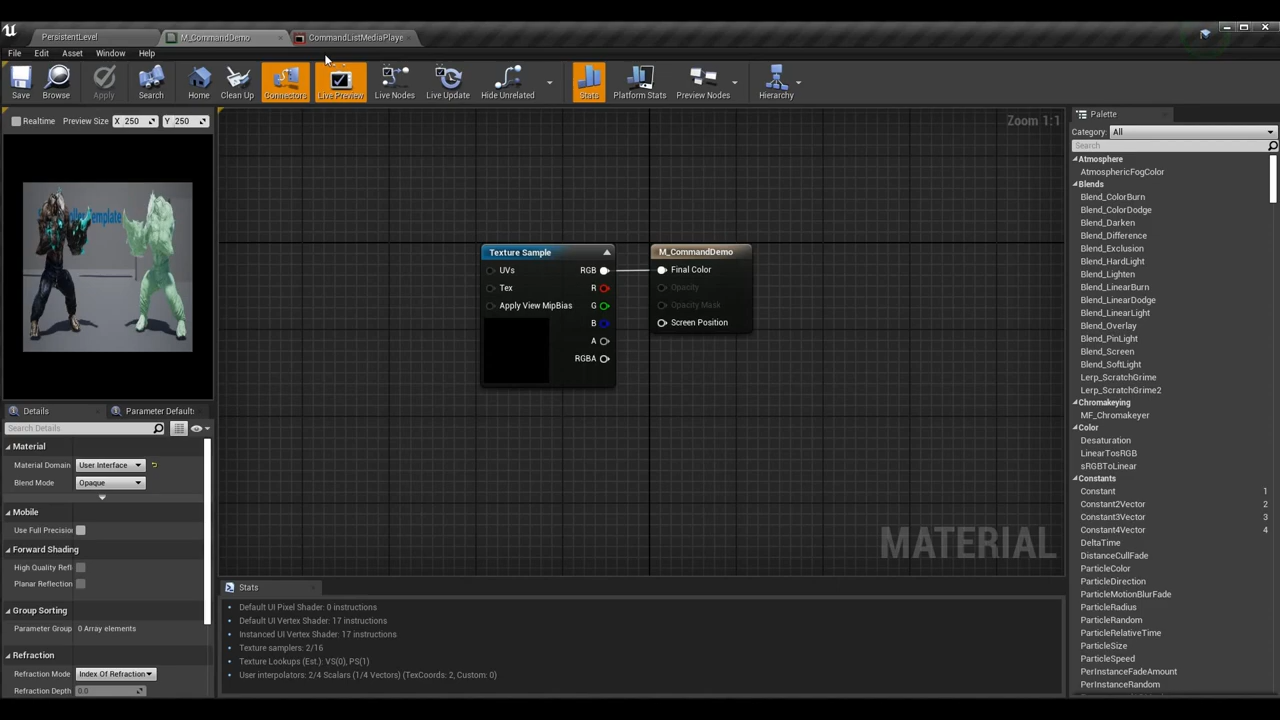 PersistentLevel
M_CommandDemo
CommandListMediaPlaye
File Edit Asset Window Help
Save Browse Apply Search Home Clean Up Connectors Live Preview Live Nodes Live Update Hide Unrelated Stats Platform Stats Preview Nodes Hierarchy
Realtime Preview Size X 250 Y 250
Zoom 1:1
Template
Texture Sample
UVs RGB
Tex R
Apply View MipBias G
B
A
RGBA
M_CommandDemo
Final Color
Opacity
Opacity Mask
Screen Position
MATERIAL
Details Parameter Default
Search Details
Material
Material Domain User Interface
Blend Mode Opaque
Mobile
Use Full Precision
Forward Shading
High Quality Refl
Planar Reflection
Group Sorting
Parameter Group 0 Array elements
Refraction
Refraction Mode Index Of Refraction
Refraction Depth 0.0
Stats
Default UI Pixel Shader: 0 instructions
Default UI Vertex Shader: 17 instructions
Instanced UI Vertex Shader: 17 instructions
Texture samplers: 2/16
Texture Lookups (Est.): VS(0), PS(1)
User interpolators: 2/4 Scalars (1/4 Vectors) (TexCoords: 2, Custom: 0)
Palette
Category: All
Search
Atmosphere
AtmosphericFogColor
Blends
Blend_ColorBurn
Blend_ColorDodge
Blend_Darken
Blend_Difference
Blend_Exclusion
Blend_HardLight
Blend_Lighten
Blend_LinearBurn
Blend_LinearDodge
Blend_LinearLight
Blend_Overlay
Blend_PinLight
Blend_Screen
Blend_SoftLight
Lerp_ScratchGrime
Lerp_ScratchGrime2
Chromakeying
MF_Chromakeyer
Color
Desaturation
LinearTosRGB
sRGBToLinear
Constants
Constant 1
Constant2Vector 2
Constant3Vector 3
Constant4Vector 4
DeltaTime
DistanceCullFade
ParticleColor
ParticleDirection
ParticleMotionBlurFade
ParticleRadius
ParticleRandom
ParticleRelativeTime
ParticleSize
ParticleSpeed
PerInstanceFadeAmount
PerInstanceRandom